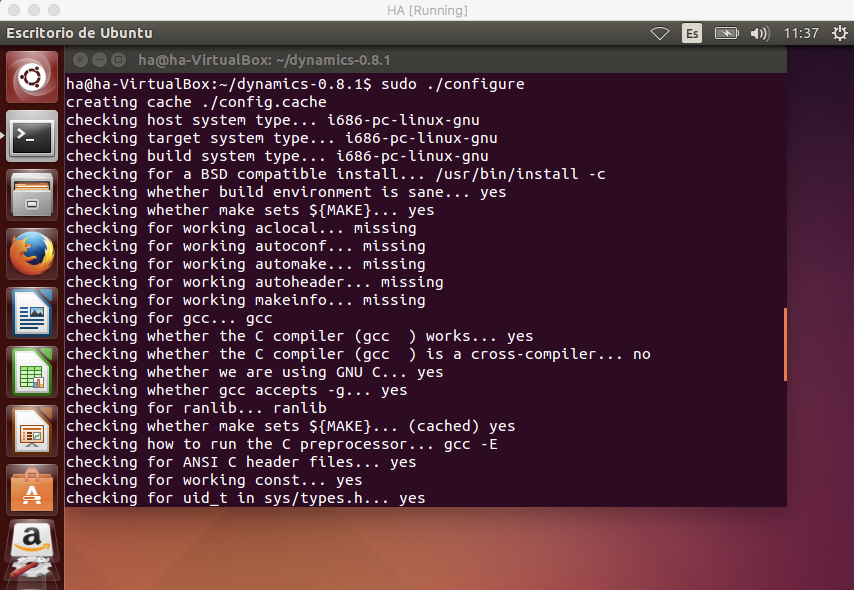 HA [Running]
Escritorio de Ubuntu
Es
11:37
ha@ha-VirtualBox: ~/dynamics-0.8.1
ha@ha-VirtualBox:~/dynamics-0.8.1$ sudo ./configure
creating cache ./config.cache
checking host system type... i686-pc-linux-gnu
checking target system type... i686-pc-linux-gnu
checking build system type... i686-pc-linux-gnu
checking for a BSD compatible install... /usr/bin/install -c
checking whether build environment is sane... yes
checking whether make sets ${MAKE}... yes
checking for working aclocal... missing
checking for working autoconf... missing
checking for working automake... missing
checking for working autoheader... missing
checking for working makeinfo... missing
checking for gcc... gcc
checking whether the C compiler (gcc  ) works... yes
checking whether the C compiler (gcc  ) is a cross-compiler... no
checking whether we are using GNU C... yes
checking whether gcc accepts -g... yes
checking for ranlib... ranlib
checking whether make sets ${MAKE}... (cached) yes
checking how to run the C preprocessor... gcc -E
checking for ANSI C header files... yes
checking for working const... yes
checking for uid_t in sys/types.h... yes